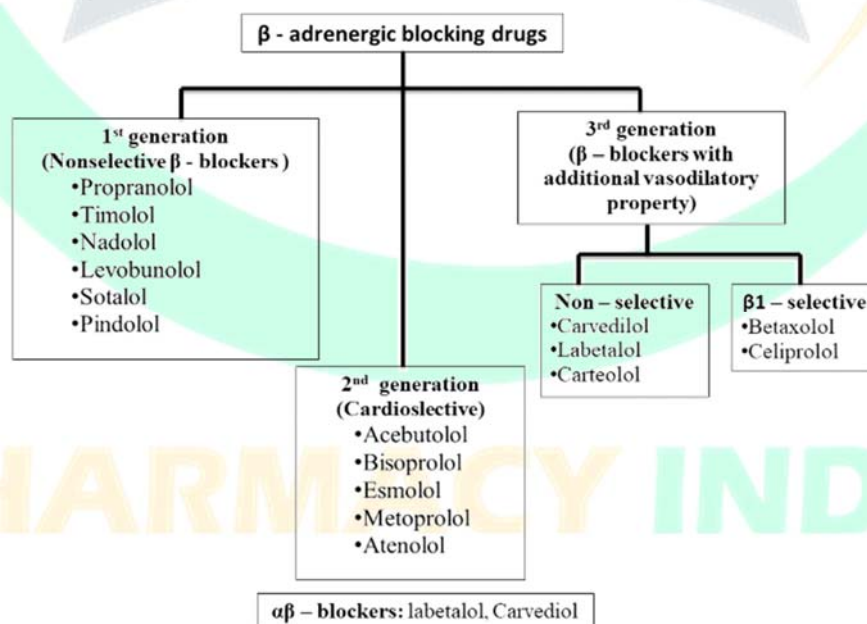 β - adrenergic blocking drugs
1st generation
(Nonselective β - blockers )
•Propranolol
•Timolol
•Nadolol
•Levobunolol
•Sotalol
•Pindolol
3rd generation
(β – blockers with
additional vasodilatory
property)
Non – selective
•Carvedilol
•Labetalol
•Carteolol
β1 – selective
•Betaxolol
•Celiprolol
2nd generation
(Cardioslective)
•Acebutolol
•Bisoprolol
•Esmolol
•Metoprolol
•Atenolol
HARMACY IND
αβ – blockers: labetalol, Carvediol